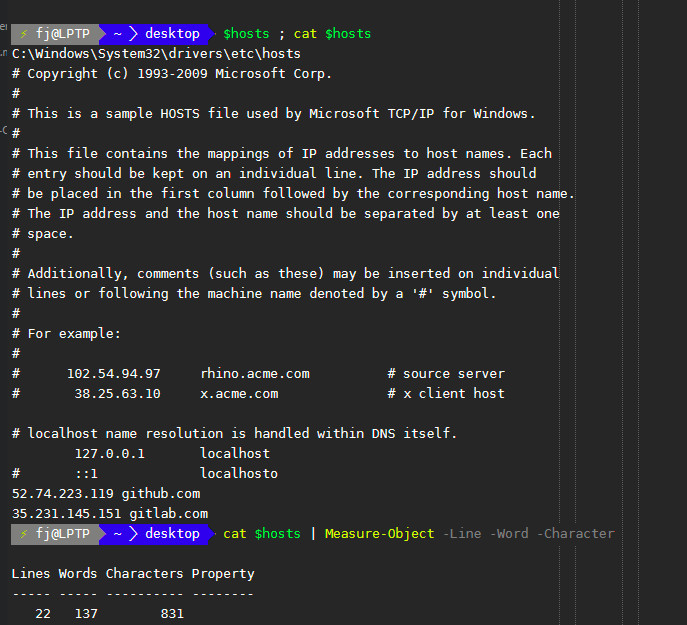 ⚡ fj@LPTP ~ desktop $hosts ; cat $hosts
C:\Windows\System32\drivers\etc\hosts
# Copyright (c) 1993-2009 Microsoft Corp.
#
# This is a sample HOSTS file used by Microsoft TCP/IP for Windows.
#
# This file contains the mappings of IP addresses to host names. Each
# entry should be kept on an individual line. The IP address should
# be placed in the first column followed by the corresponding host name.
# The IP address and the host name should be separated by at least one
# space.
#
# Additionally, comments (such as these) may be inserted on individual
# lines or following the machine name denoted by a '#' symbol.
#
# For example:
#
#      102.54.94.97     rhino.acme.com          # source server
#       38.25.63.10     x.acme.com              # x client host

# localhost name resolution is handled within DNS itself.
        127.0.0.1       localhost
#       ::1             localhosto
52.74.223.119 github.com
35.231.145.151 gitlab.com
⚡ fj@LPTP ~ desktop cat $hosts | Measure-Object -Line -Word -Character

Lines Words Characters Property
----- ----- ---------- --------
   22   137        831